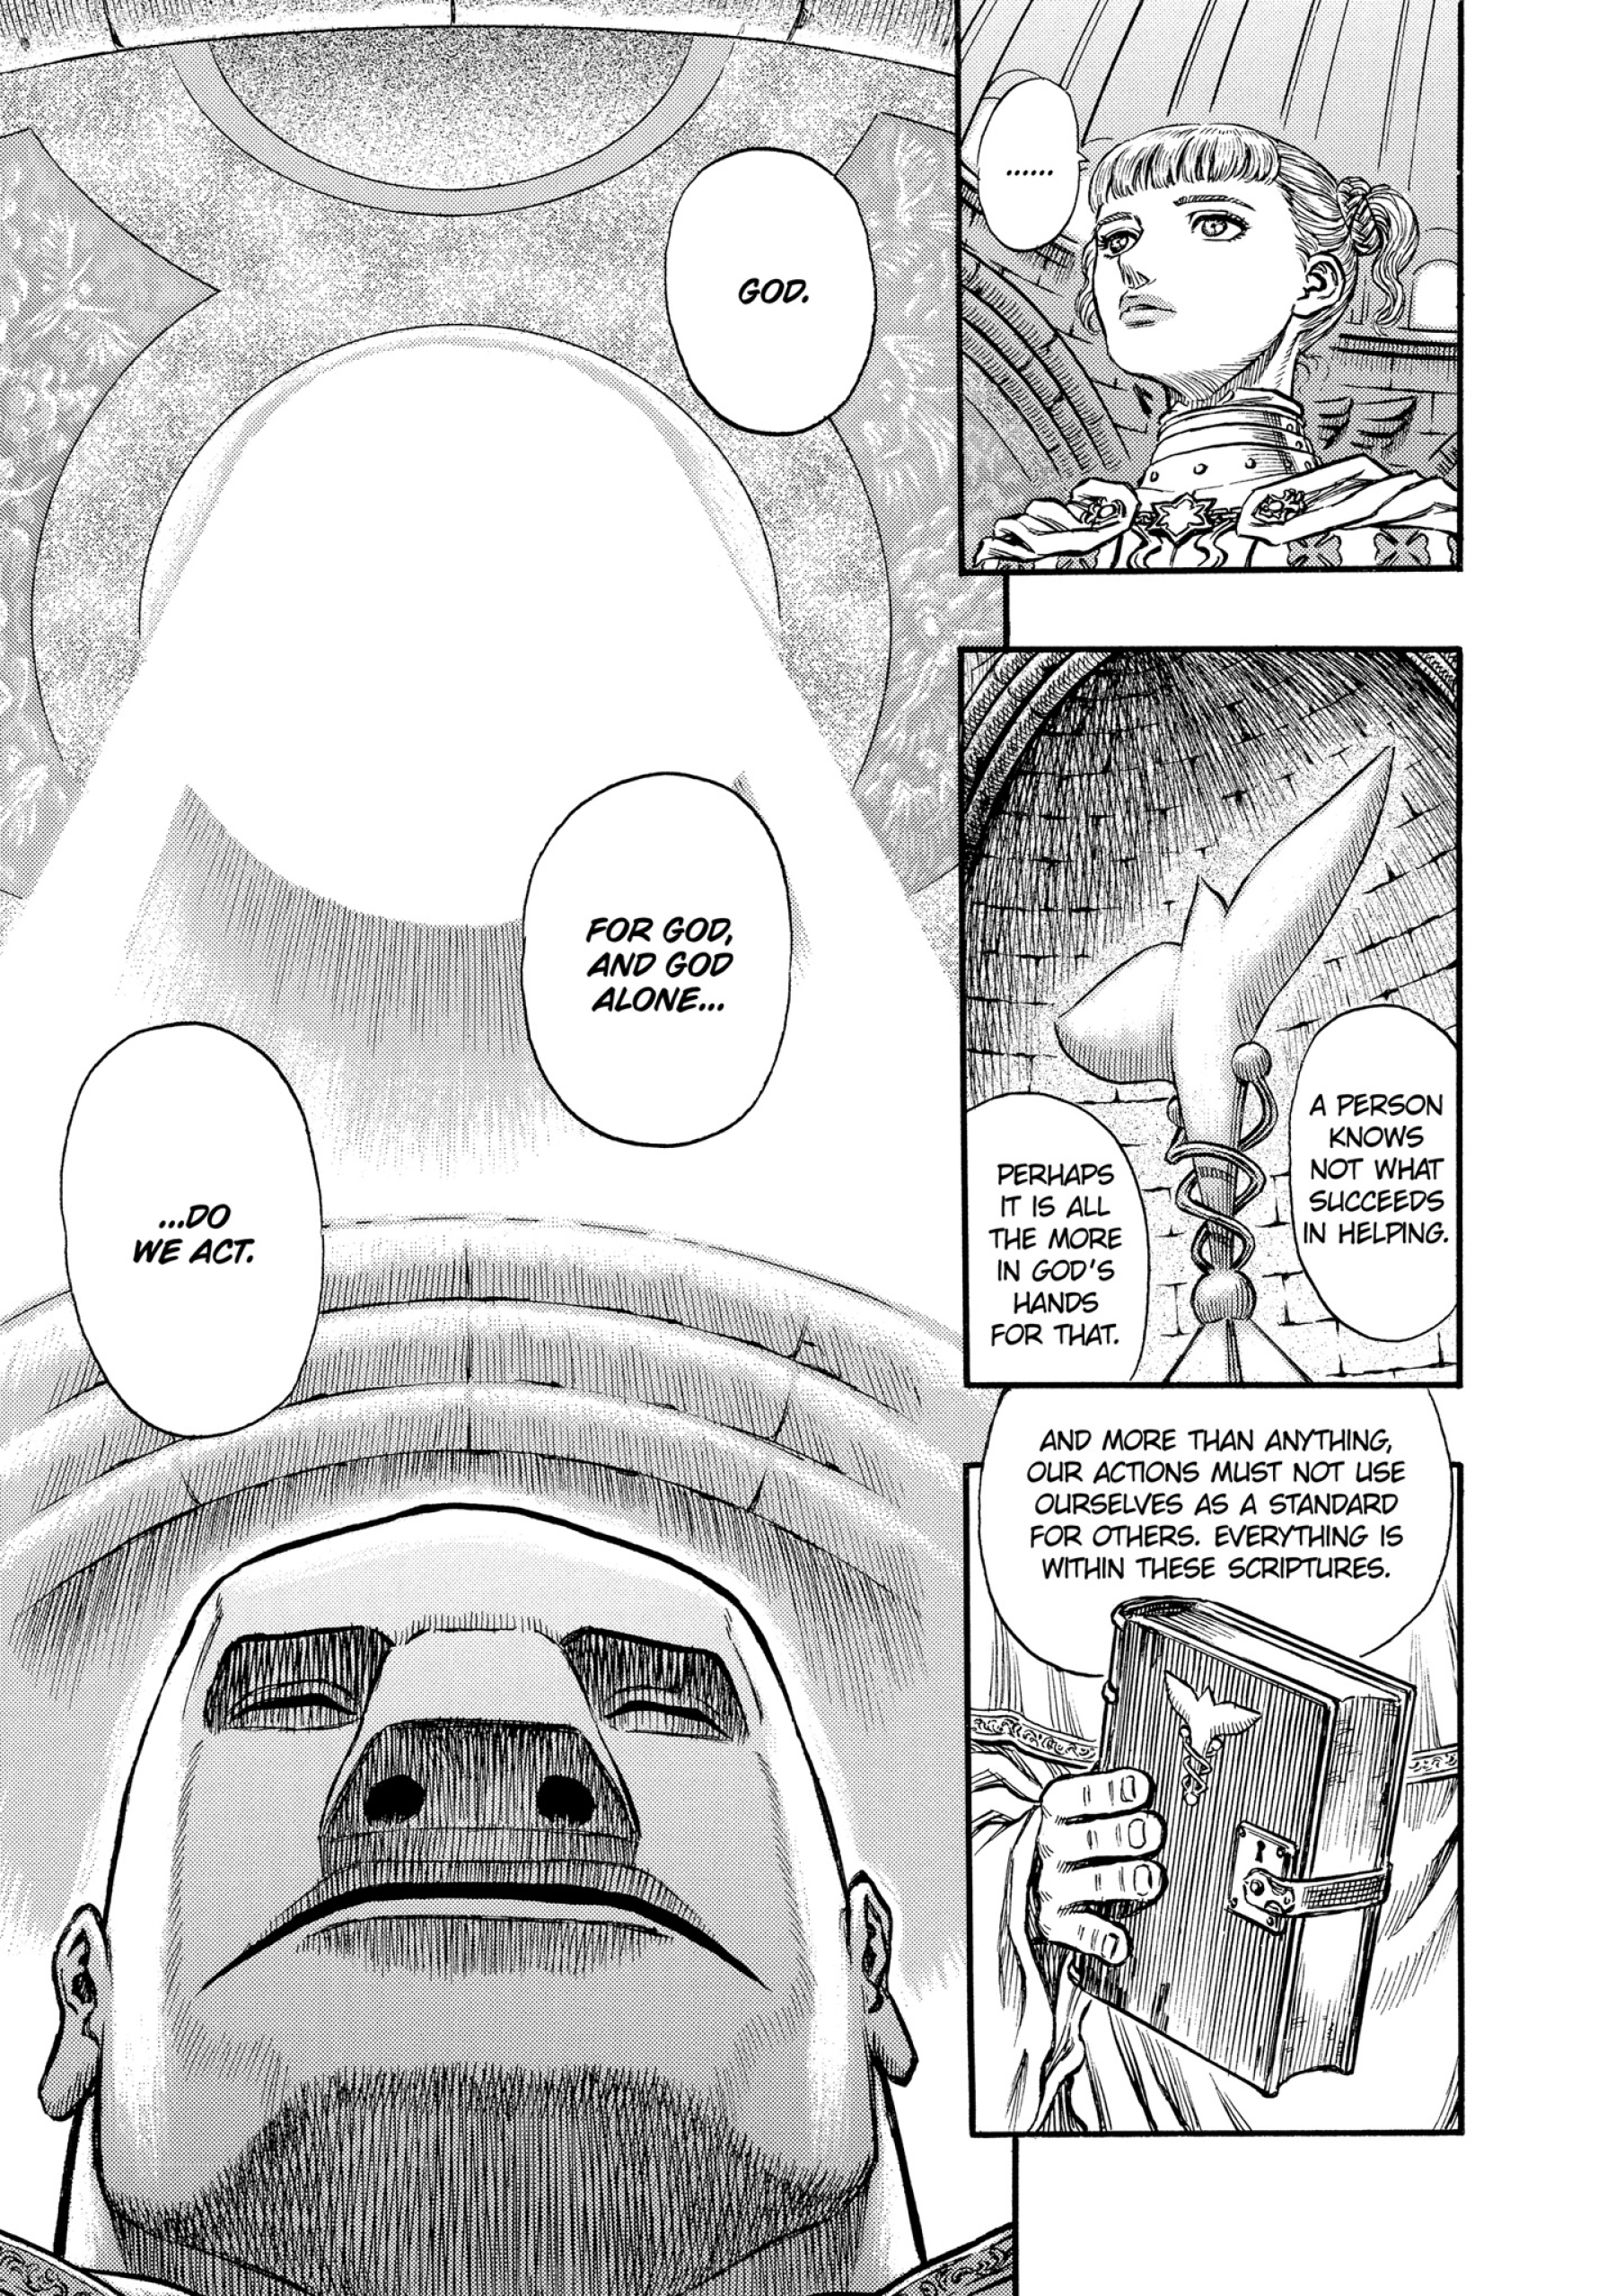 ......
A PERSON
KNOWS
NOT WHAT
SUCCEEDS
IN HELPING.
PERHAPS
IT IS ALL
THE MORE
IN GOD'S
HANDS
FOR THAT.
AND MORE THAN ANYTHING,
OUR ACTIONS MUST NOT USE
OURSELVES AS A STANDARD
FOR OTHERS. EVERYTHING IS
WITHIN THESE SCRIPTURES.
GOD.
FOR GOD,
AND GOD
ALONE...
...DO
WE ACT.